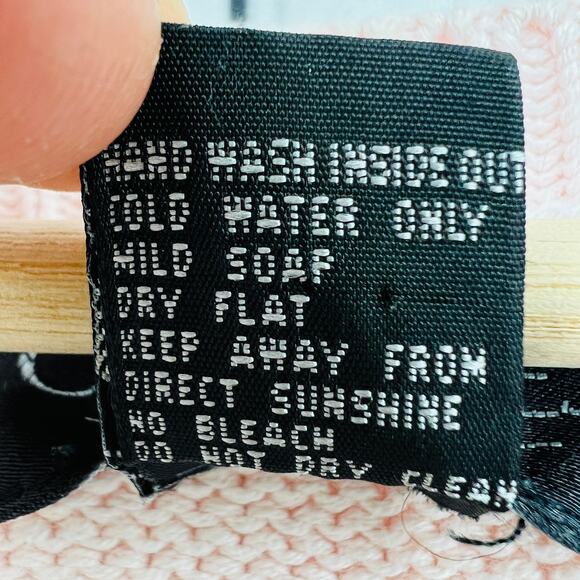 HAND WASH INSIDE OUT
COLD WATER ONLY
MILD SOAP
DRY FLAT
KEEP AWAY FROM
DIRECT SUNSHINE
NO BLEACH
DO NOT DRY CLEAN